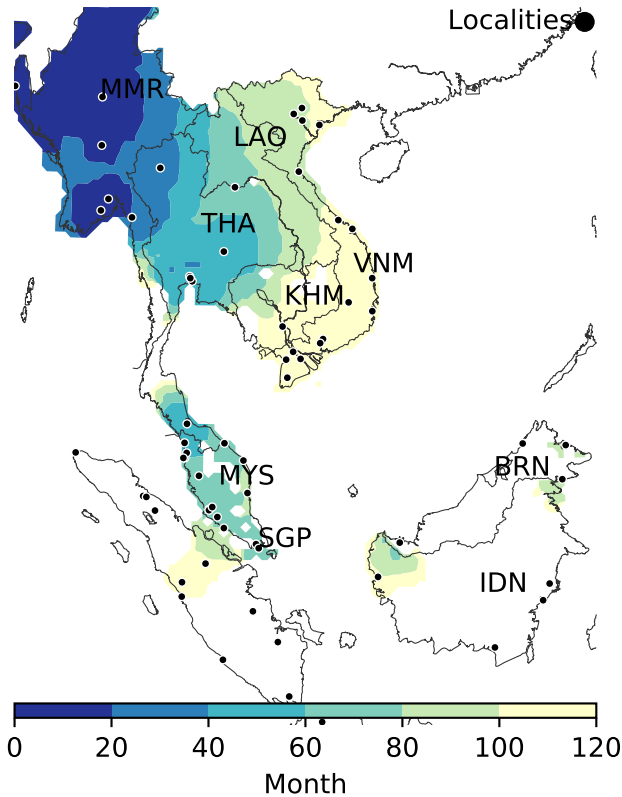 Localities
MMR
LAO
THA
VNM
KHM
MYS
BRN
SGP
IDN
0 20 40 60 80 100 120
Month